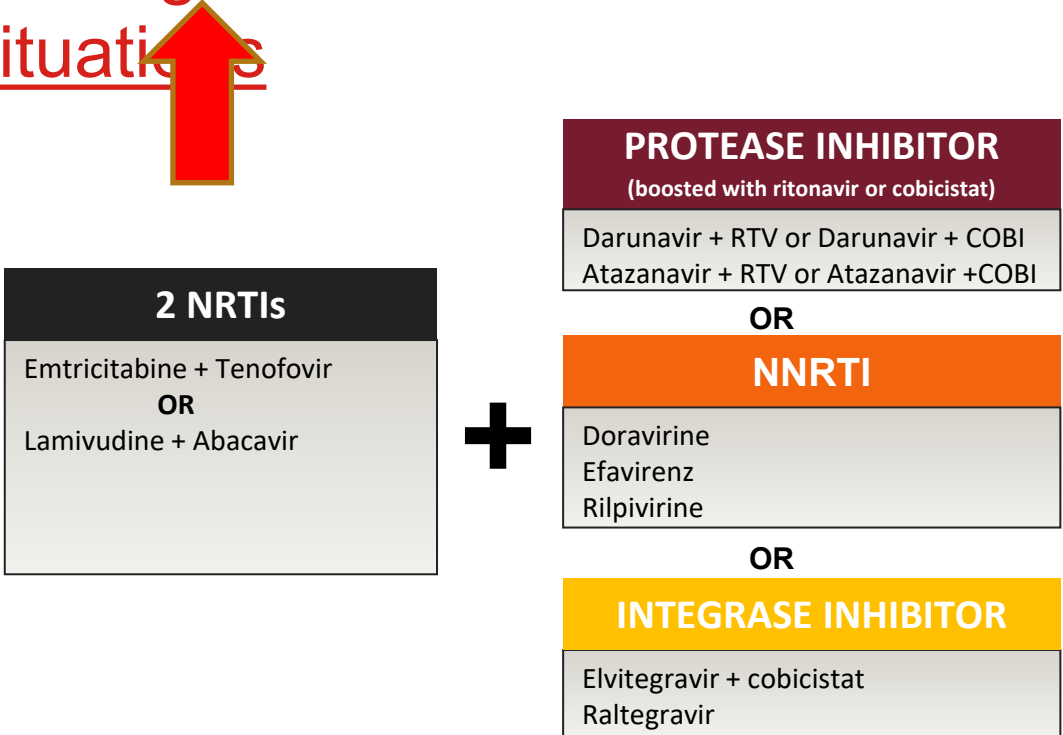 2 NRTIs
Emtricitabine + Tenofovir
OR
Lamivudine + Abacavir
+
PROTEASE INHIBITOR
(boosted with ritonavir or cobicistat)
Darunavir + RTV or Darunavir + COBI
Atazanavir + RTV or Atazanavir +COBI
OR
NNRTI
Doravirine
Efavirenz
Rilpivirine
OR
INTEGRASE INHIBITOR
Elvitegravir + cobicistat
Raltegravir